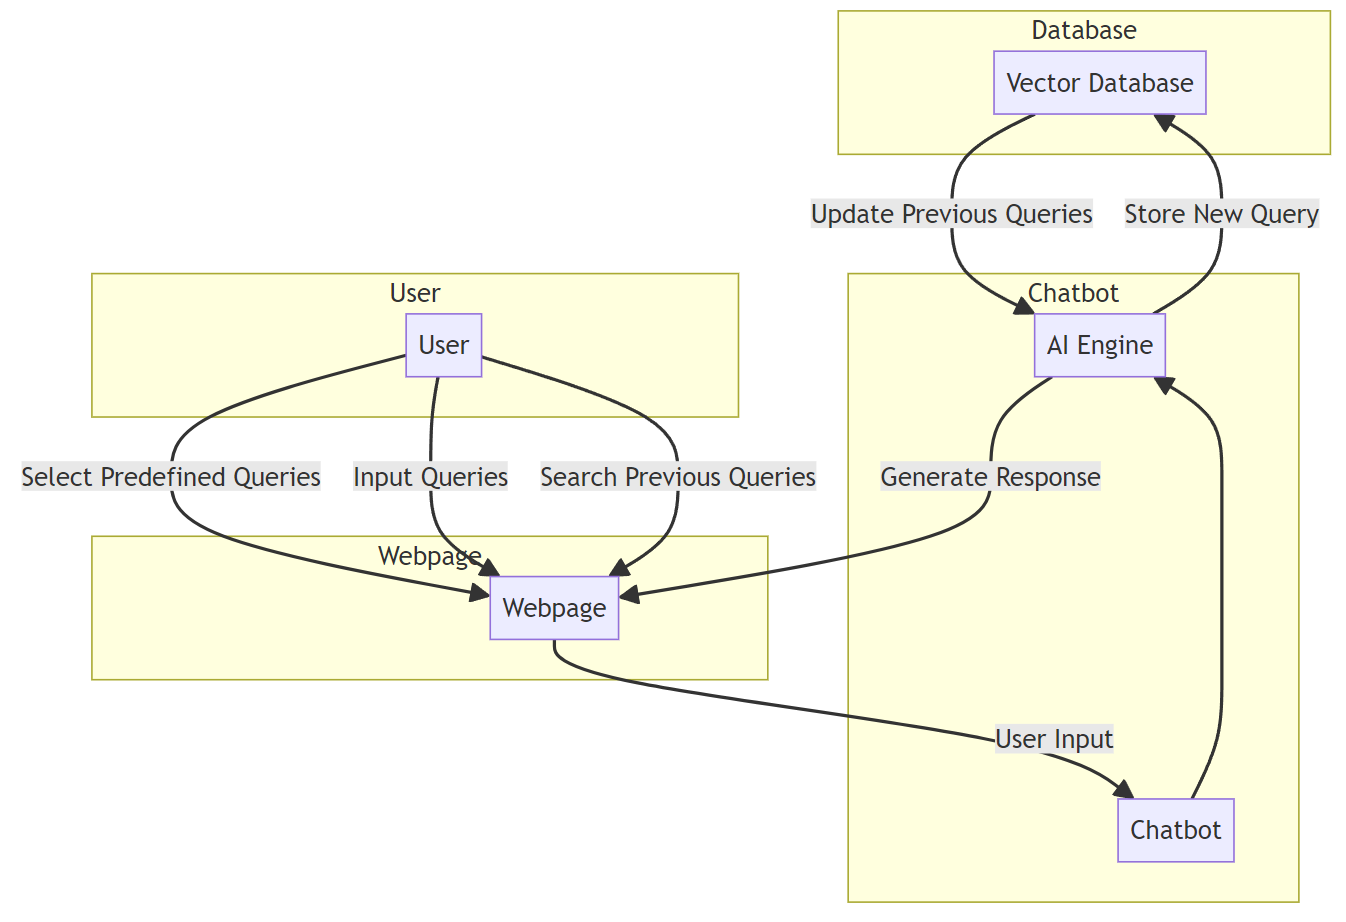 Database
Vector Database
Update Previous Queries
Store New Query
User
Chatbot
User
AI Engine
Select Predefined Queries
Input Queries
Search Previous Queries
Generate Response
Webpage
Webpage
User Input
Chatbot